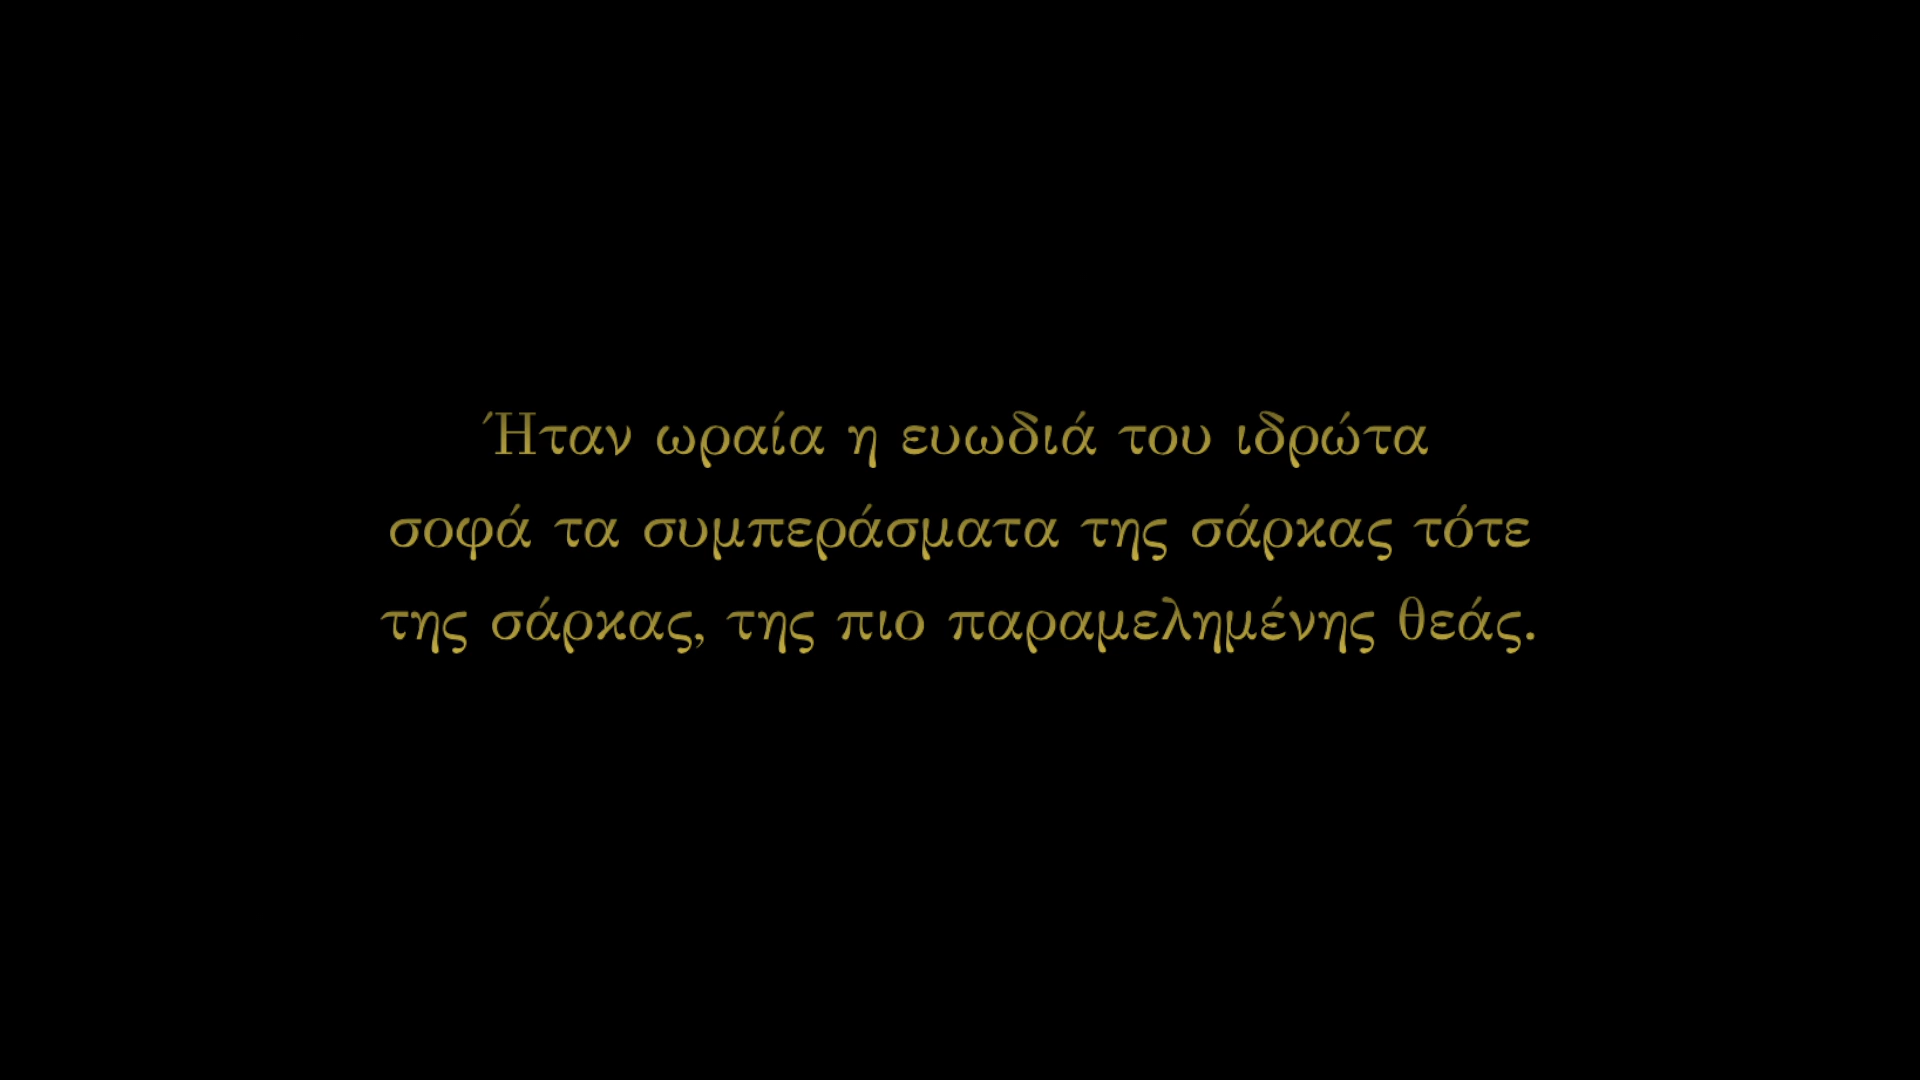 Ήταν ωραία η ευωδιά του ιδρώτα
σοφά τα συμπεράσματα της σάρκας τότε
της σάρκας, της πιο παραμελημένης θεάς.